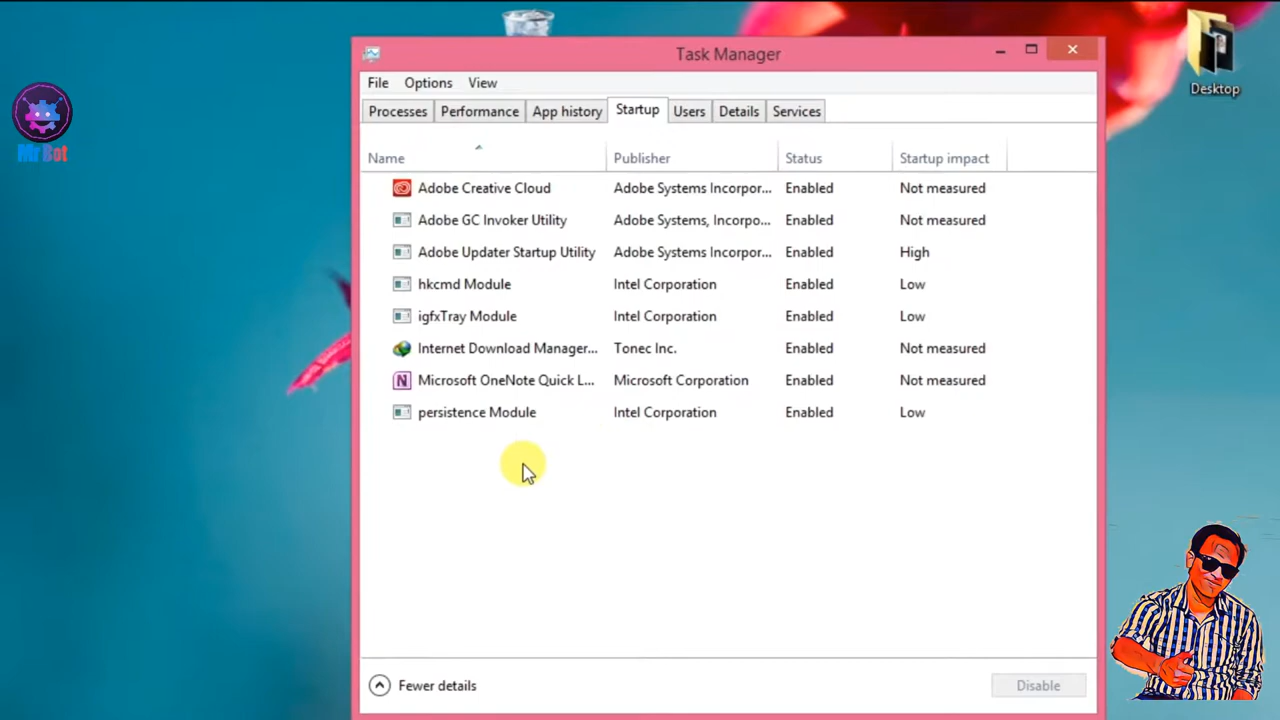 Task Manager
Desktop
File Options View
Mr Bot
Processes Performance App history Startup Users Details Services
Name Publisher Status Startup impact
Adobe Creative Cloud Adobe Systems Incorpor... Enabled Not measured
Adobe GC Invoker Utility Adobe Systems, Incorpo... Enabled Not measured
Adobe Updater Startup Utility Adobe Systems Incorpor... Enabled High
hkcmd Module Intel Corporation Enabled Low
igfxTray Module Intel Corporation Enabled Low
Internet Download Manager... Tonec Inc. Enabled Not measured
Microsoft OneNote Quick L... Microsoft Corporation Enabled Not measured
persistence Module Intel Corporation Enabled Low
Fewer details Disable